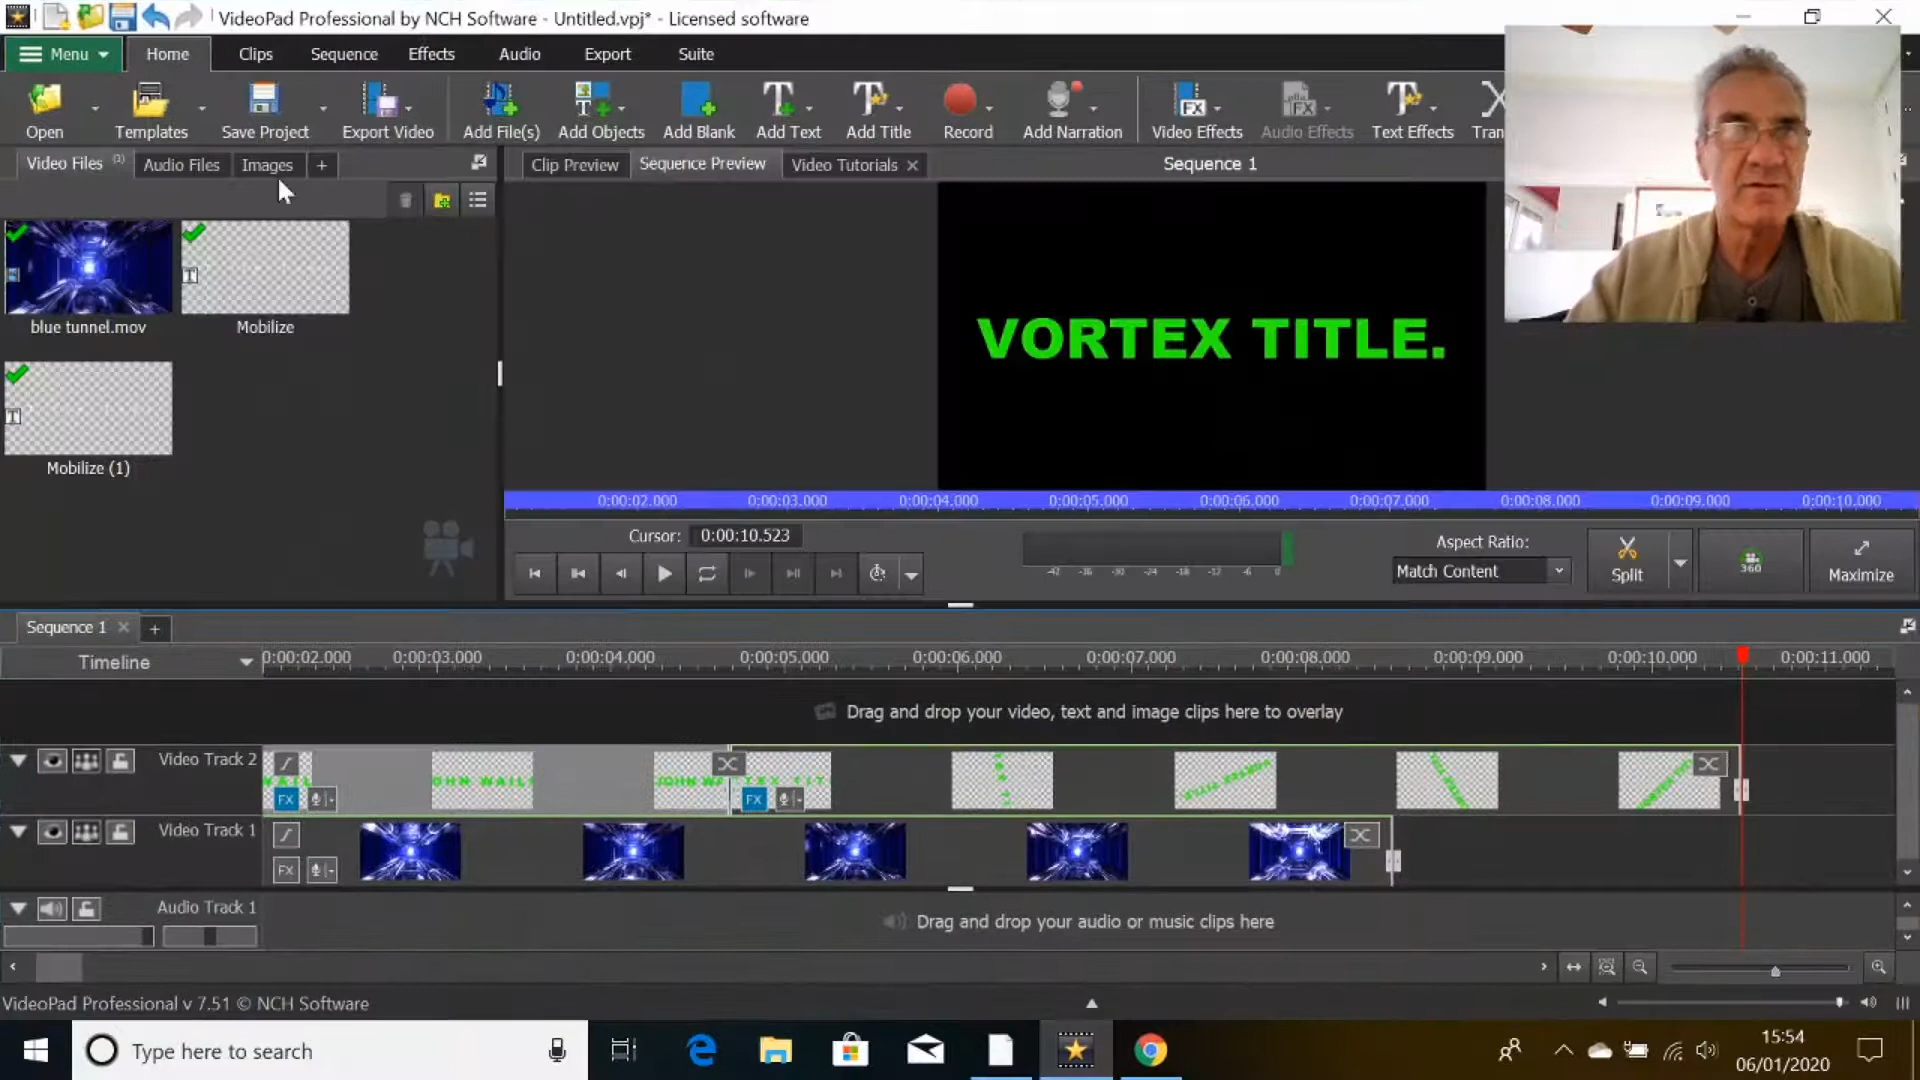 VideoPad Professional by NCH Software - Untitled.vpj* - Licensed software
Menu Home Clips Sequence Effects Audio Export Suite
Open Templates Save Project Export Video Add File(s) Add Objects Add Blank Add Text Add Title Record Add Narration Video Effects Audio Effects Text Effects Tran
Video Files (3) Audio Files Images +
Clip Preview Sequence Preview Video Tutorials Sequence 1
blue tunnel.mov
Mobilize
Mobilize (1)
VORTEX TITLE.
0:00:02.000 0:00:03.000 0:00:04.000 0:00:05.000 0:00:06.000 0:00:07.000 0:00:08.000 0:00:09.000 0:00:10.000
Cursor: 0:00:10.523
-42 -36 -30 -24 -18 -12 -6 0
Aspect Ratio:
Match Content
Split
360
Maximize
Sequence 1 +
Timeline
0:00:02.000 0:00:03.000 0:00:04.000 0:00:05.000 0:00:06.000 0:00:07.000 0:00:08.000 0:00:09.000 0:00:10.000 0:00:11.000
Drag and drop your video, text and image clips here to overlay
Video Track 2
FX
FX
Video Track 1
FX
Audio Track 1
Drag and drop your audio or music clips here
VideoPad Professional v 7.51 © NCH Software
Type here to search
15:54
06/01/2020